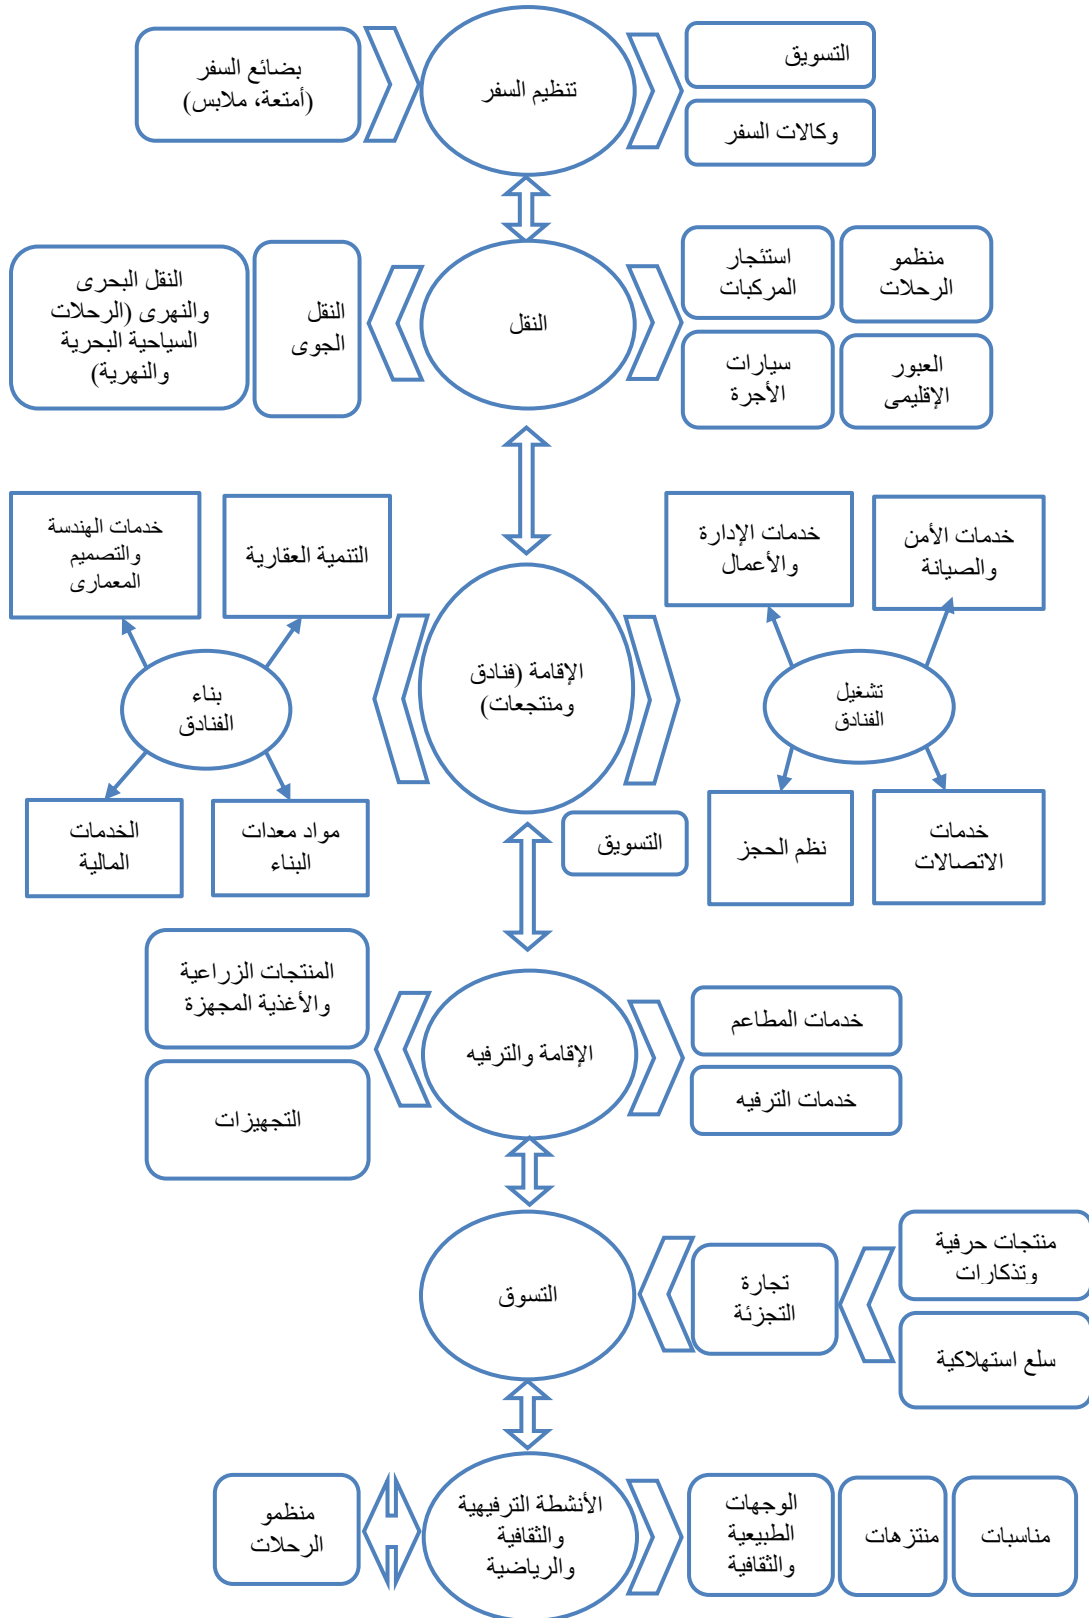 التسويق
تنظيم السفر
بضائع السفر
(أمتعة، ملابس)
وكالات السفر
منظمو
الرحلات
استئجار
المركبات
النقل
النقل
الجوى
النقل البحرى
والنهرى (الرحلات
السياحية البحرية
والنهرية)
العبور
الإقليمى
سيارات
الأجرة
خدمات الأمن
والصيانة
خدمات الإدارة
والأعمال
التنمية العقارية
خدمات الهندسة
والتصميم
المعمارى
تشغيل
الفنادق
الإقامة (فنادق
ومنتجعات)
بناء
الفنادق
خدمات
الاتصالات
نظم الحجز
التسويق
مواد معدات
البناء
الخدمات
المالية
خدمات المطاعم
خدمات الترفيه
الإقامة والترفيه
المنتجات الزراعية
والأغذية المجهزة
التجهيزات
منتجات حرفية
وتذكارات
سلع استهلاكية
تجارة
التجزئة
التسوق
مناسبات
منتزهات
الوجهات
الطبيعية
والثقافية
الأنشطة الترفيهية
والثقافية
والرياضية
منظمو
الرحلات